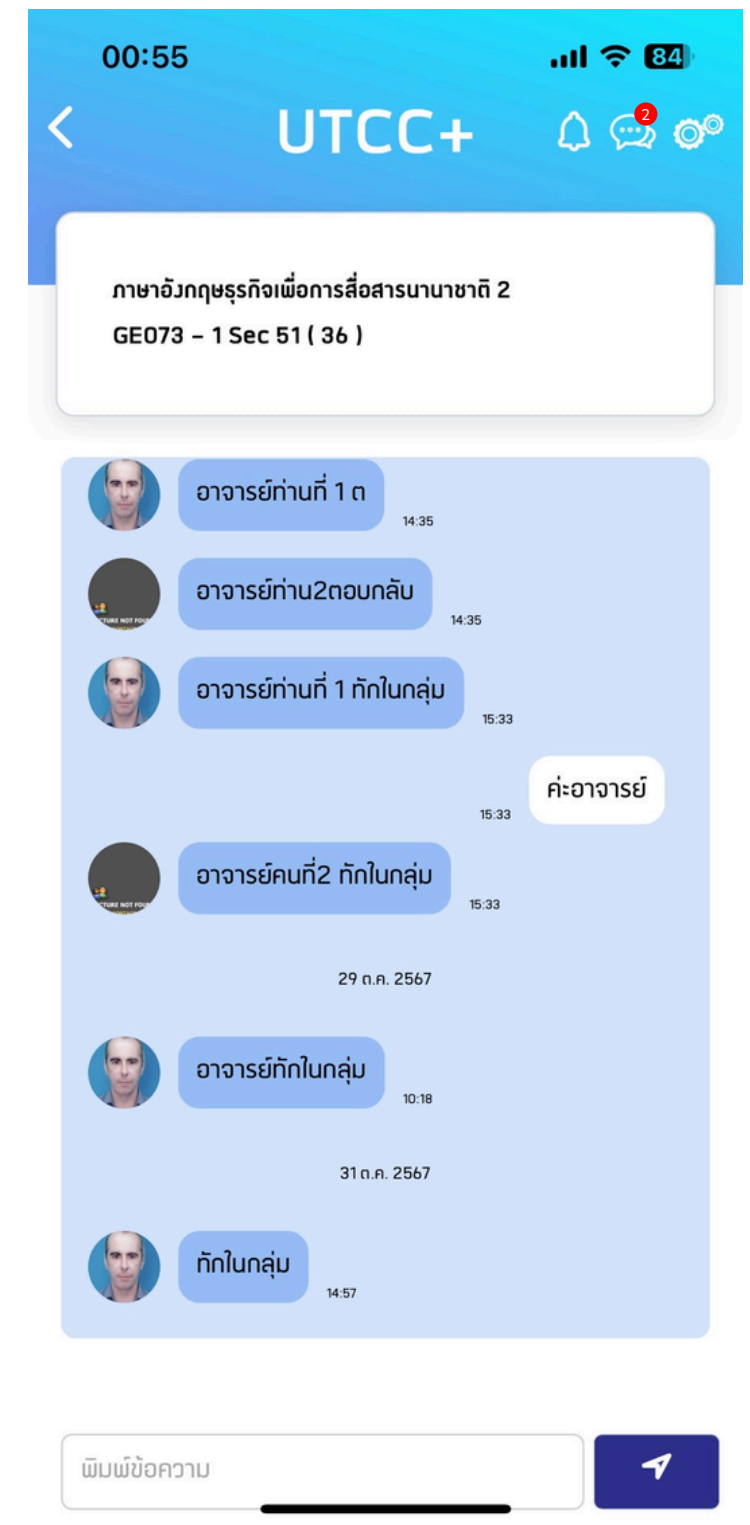 00:55
84
UTCC+
2
ภาษาอังกฤษธุรกิจเพื่อการสื่อสารนานาชาติ 2
GE073 - 1 Sec 51 ( 36 )
อาจารย์ท่านที่ 1 ต
14:35
อาจารย์ท่าน2ตอบกลับ
14:35
อาจารย์ท่านที่ 1 ทักในกลุ่ม
15:33
ค่ะอาจารย์
15:33
อาจารย์คนที่2 ทักในกลุ่ม
15:33
29 ต.ค. 2567
อาจารย์ทักในกลุ่ม
10:18
31 ต.ค. 2567
ทักในกลุ่ม
14:57
พิมพ์ข้อความ